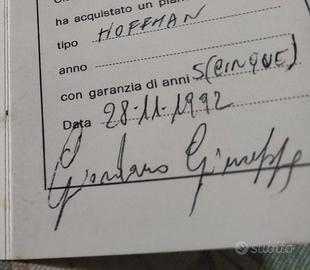 ha acquistato un pian
tipo HOFFMAN
anno
con garanzia di anni 5 (CINQUE)
Data 28-11-1992
Giordano Giuseppe
subito